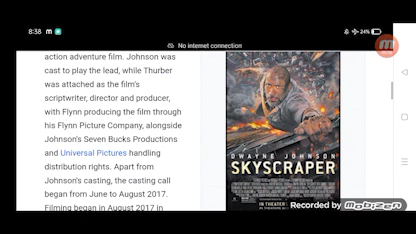 8:38
24%
No internet connection
action adventure film. Johnson was
cast to play the lead, while Thurber
was attached as the film's
scriptwriter, director and producer,
with Flynn producing the film through
his Flynn Picture Company, alongside
Johnson's Seven Bucks Productions
and Universal Pictures handling
distribution rights. Apart from
Johnson's casting, the casting call
began from June to August 2017.
Filming began in August 2017 in
DWAYNE JOHNSON
SKYSCRAPER
IN THEATERS
Recorded by
mobizen